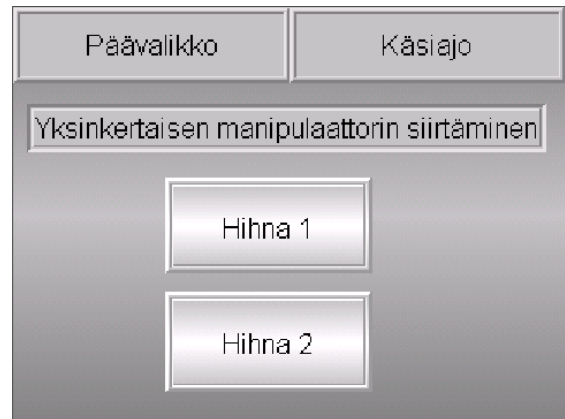 Päävalikko
Käsiajo
Yksinkertaisen manipulaattorin siirtäminen
Hihna 1
Hihna 2